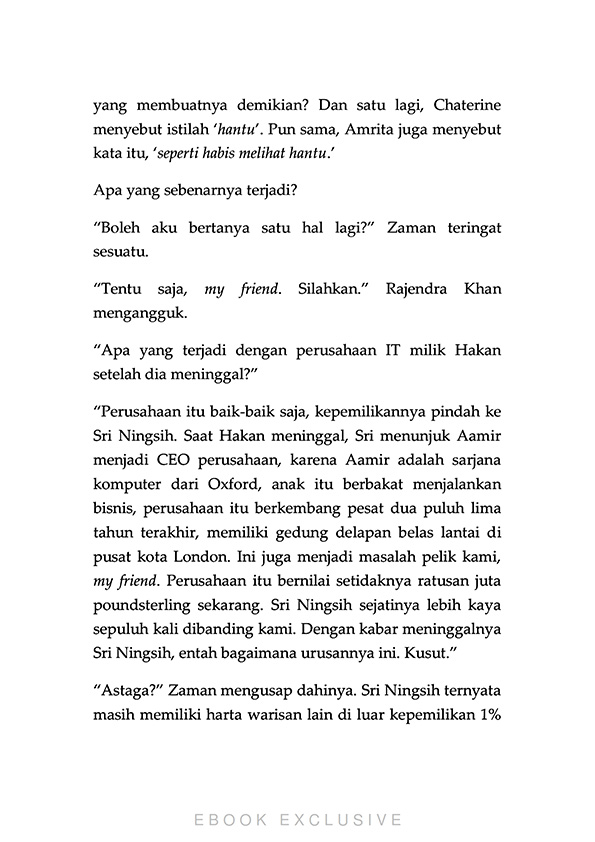 yang membuatnya demikian? Dan satu lagi, Chaterine
menyebut istilah ‘hantu’. Pun sama, Amrita juga menyebut
kata itu, ‘seperti habis melihat hantu.’
Apa yang sebenarnya terjadi?
“Boleh aku bertanya satu hal lagi?” Zaman teringat
sesuatu.
“Tentu saja, my friend. Silahkan.” Rajendra Khan
mengangguk.
“Apa yang terjadi dengan perusahaan IT milik Hakan
setelah dia meninggal?”
“Perusahaan itu baik-baik saja, kepemilikannya pindah ke
Sri Ningsih. Saat Hakan meninggal, Sri menunjuk Aamir
menjadi CEO perusahaan, karena Aamir adalah sarjana
komputer dari Oxford, anak itu berbakat menjalankan
bisnis, perusahaan itu berkembang pesat dua puluh lima
tahun terakhir, memiliki gedung delapan belas lantai di
pusat kota London. Ini juga menjadi masalah pelik kami,
my friend. Perusahaan itu bernilai setidaknya ratusan juta
poundsterling sekarang. Sri Ningsih sejatinya lebih kaya
sepuluh kali dibanding kami. Dengan kabar meninggalnya
Sri Ningsih, entah bagaimana urusannya ini. Kusut.”
“Astaga?” Zaman mengusap dahinya. Sri Ningsih ternyata
masih memiliki harta warisan lain di luar kepemilikan 1%
EBOOK EXCLUSIVE